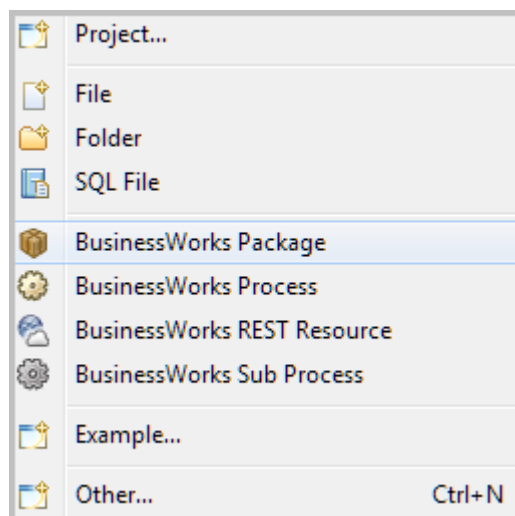 Project...
File
Folder
SQL File
BusinessWorks Package
BusinessWorks Process
BusinessWorks REST Resource
BusinessWorks Sub Process
Example...
Other... Ctrl+N